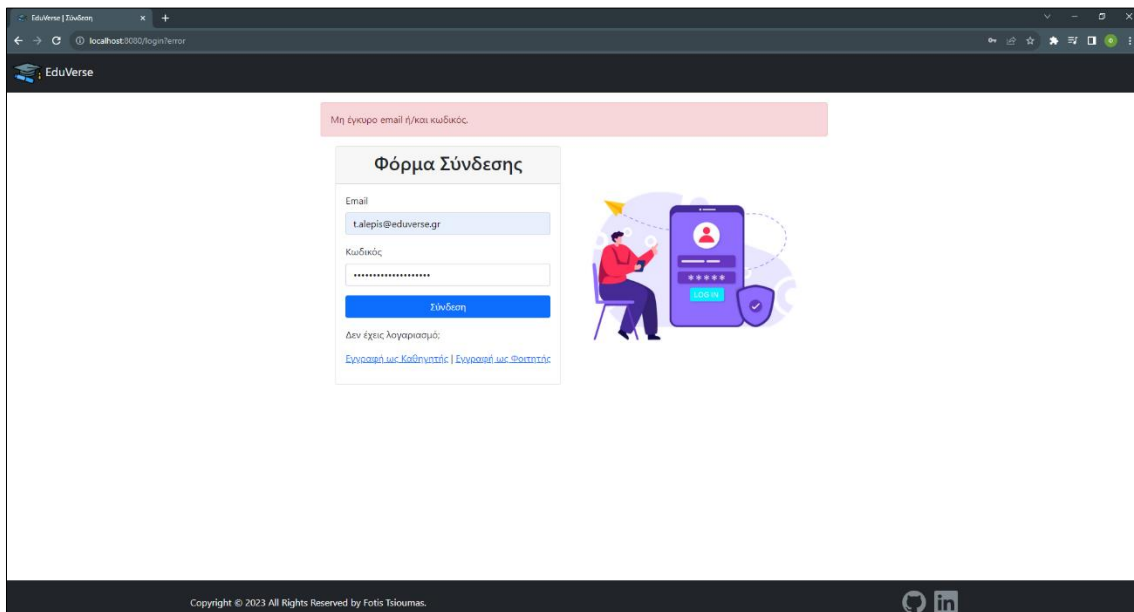 EduVerse | Σύνδεση
localhost:8080/login?error
EduVerse
Μη έγκυρο email ή/και κωδικός.
Φόρμα Σύνδεσης
Email
t.alepis@eduverse.gr
Κωδικός
••••••••••••••••••••
Σύνδεση
Δεν έχεις λογαριασμό;
Εγγραφή ως Καθηγητής | Εγγραφή ως Φοιτητής
*****
LOG IN
Copyright © 2023 All Rights Reserved by Fotis Tsioumas.
in